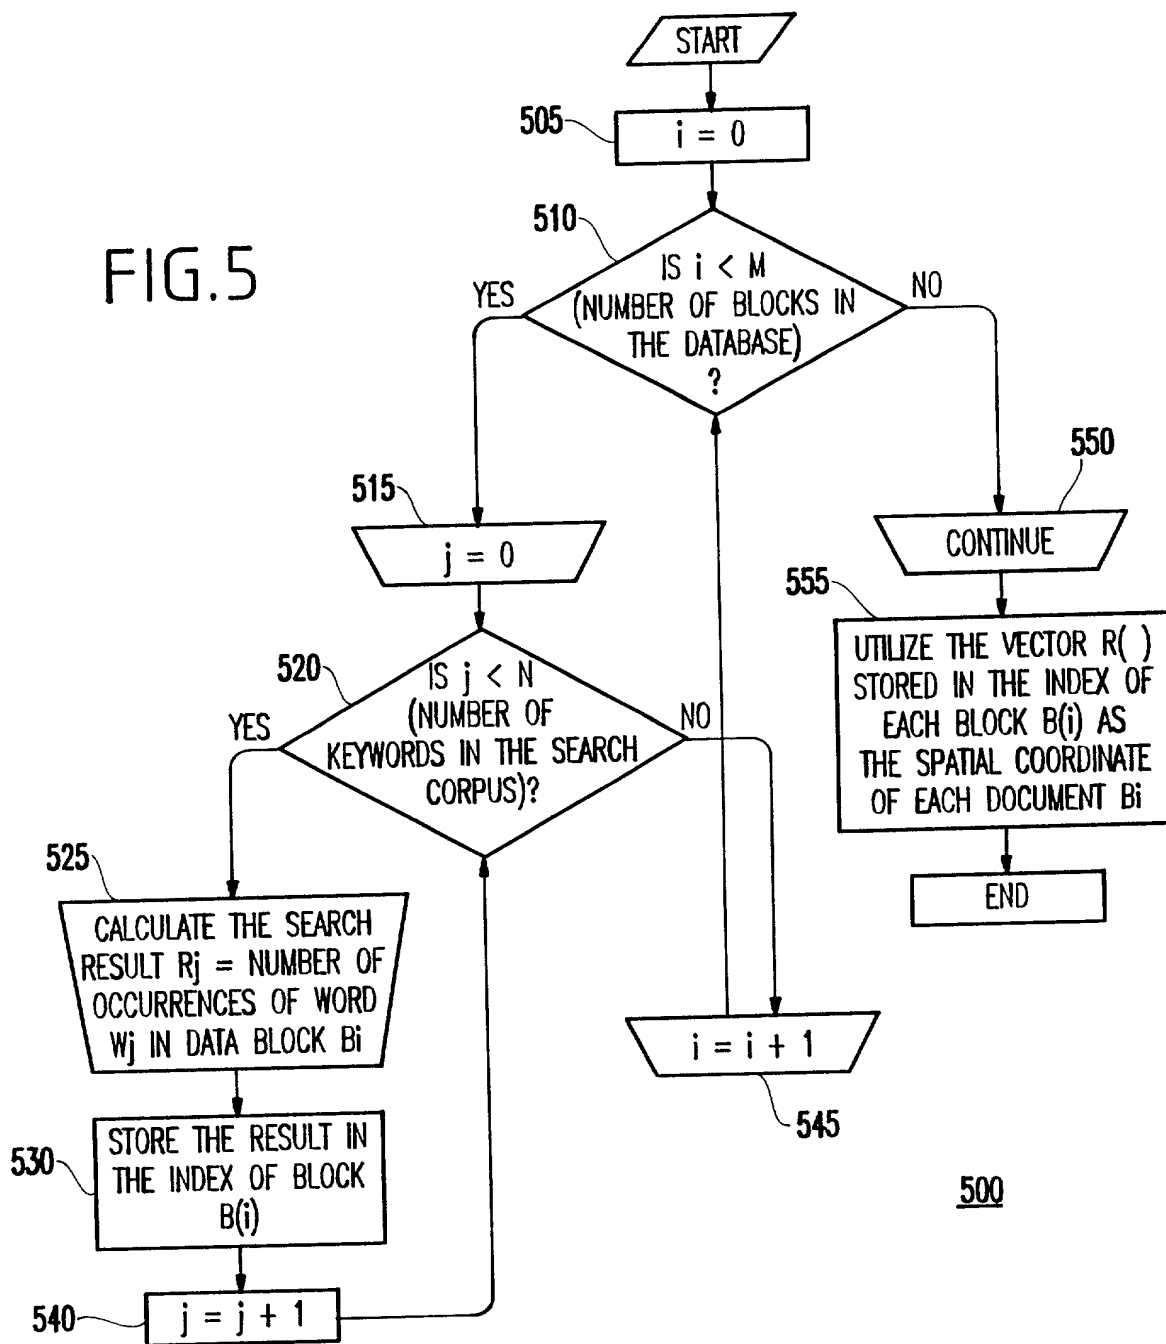 START
505
i = 0
510
FIG.5
IS i < M
(NUMBER OF BLOCKS IN
THE DATABASE)
?
YES
NO
515
j = 0
550
CONTINUE
520
IS j < N
(NUMBER OF
KEYWORDS IN THE SEARCH
CORPUS)?
YES
NO
555
UTILIZE THE VECTOR R( )
STORED IN THE INDEX OF
EACH BLOCK B(i) AS
THE SPATIAL COORDINATE
OF EACH DOCUMENT Bi
END
525
CALCULATE THE SEARCH
RESULT Rj = NUMBER OF
OCCURRENCES OF WORD
Wj IN DATA BLOCK Bi
i = i + 1
545
530
STORE THE RESULT IN
THE INDEX OF BLOCK
B(i)
500
540
j = j + 1